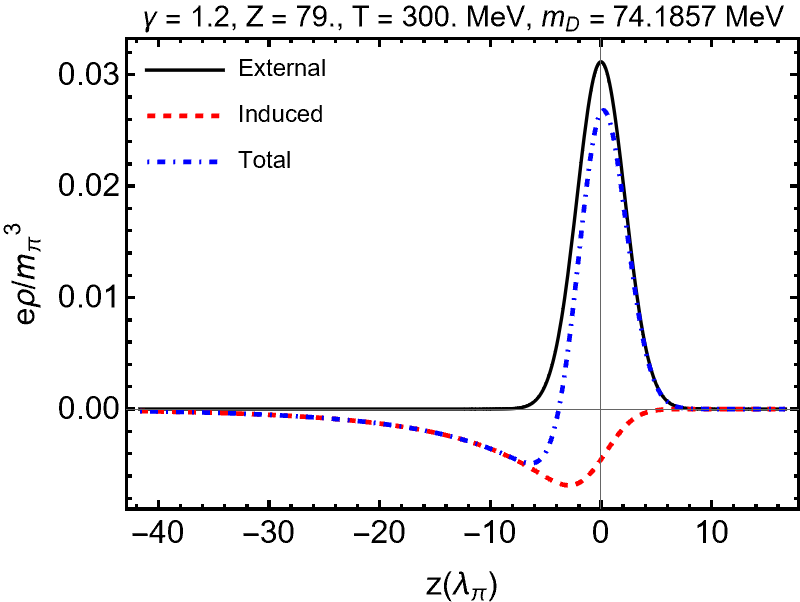 γ = 1.2, Z = 79., T = 300. MeV, m_D = 74.1857 MeV
External
Induced
Total
0.03
0.02
0.01
0.00
eρ/m_π^3
−40 −30 −20 −10 0 10
z(λ_π)